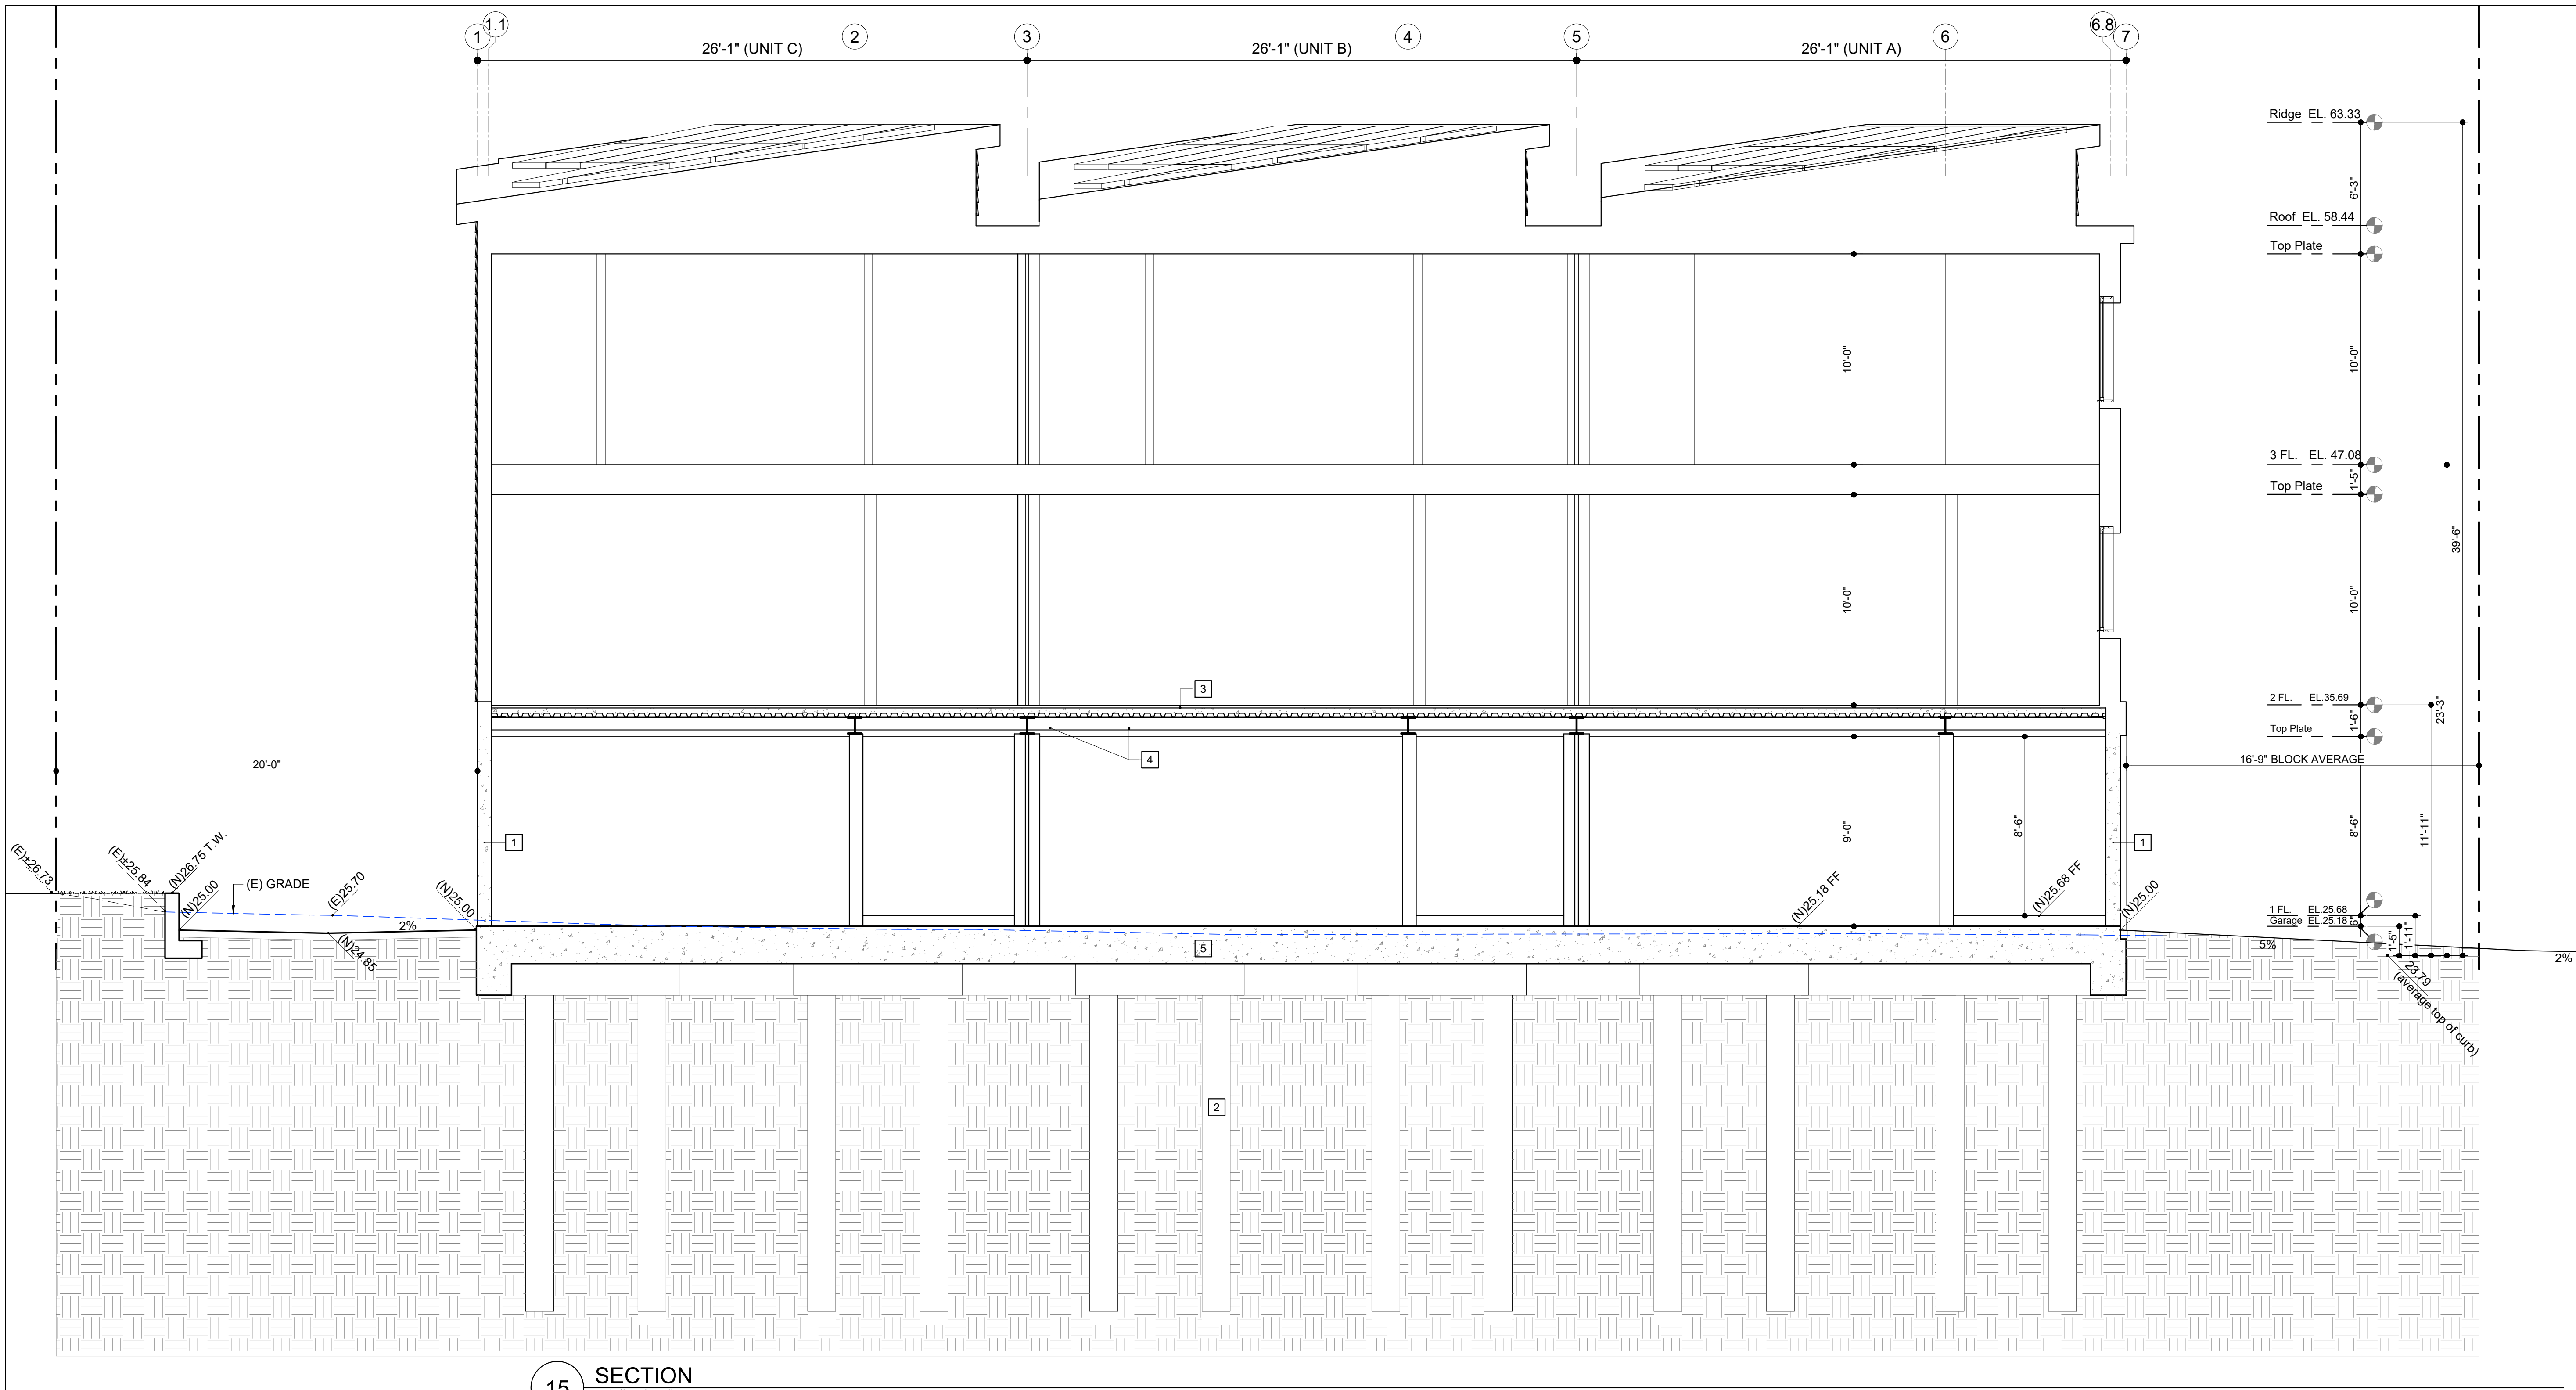 1
1.1
2
3
4
5
6
6.8
7
26'-1" (UNIT C)
26'-1" (UNIT B)
26'-1" (UNIT A)
Ridge EL. 63.33
6'-3"
Roof EL. 58.44
Top Plate
10'-0"
10'-0"
3 FL. EL. 47.08
1'-5"
Top Plate
39'-6"
10'-0"
10'-0"
3
2 FL. EL.35.69
1'-6"
23'-3"
Top Plate
4
20'-0"
16'-9" BLOCK AVERAGE
1
9'-0"
8'-6"
1
8'-6"
11'-11"
(E)±26.73
(E)±25.84
(N)26.75 T.W.
(N)25.00
(E) GRADE
(E)25.70
(N)25.00
2%
(N)24.85
(N)25.18 FF
(N)25.68 FF
(N)25.00
1 FL. EL.25.68
Garage EL.25.18
6"
1'-5"
1'-11"
5
5%
2%
23.79
(average top of curb)
2
15
SECTION